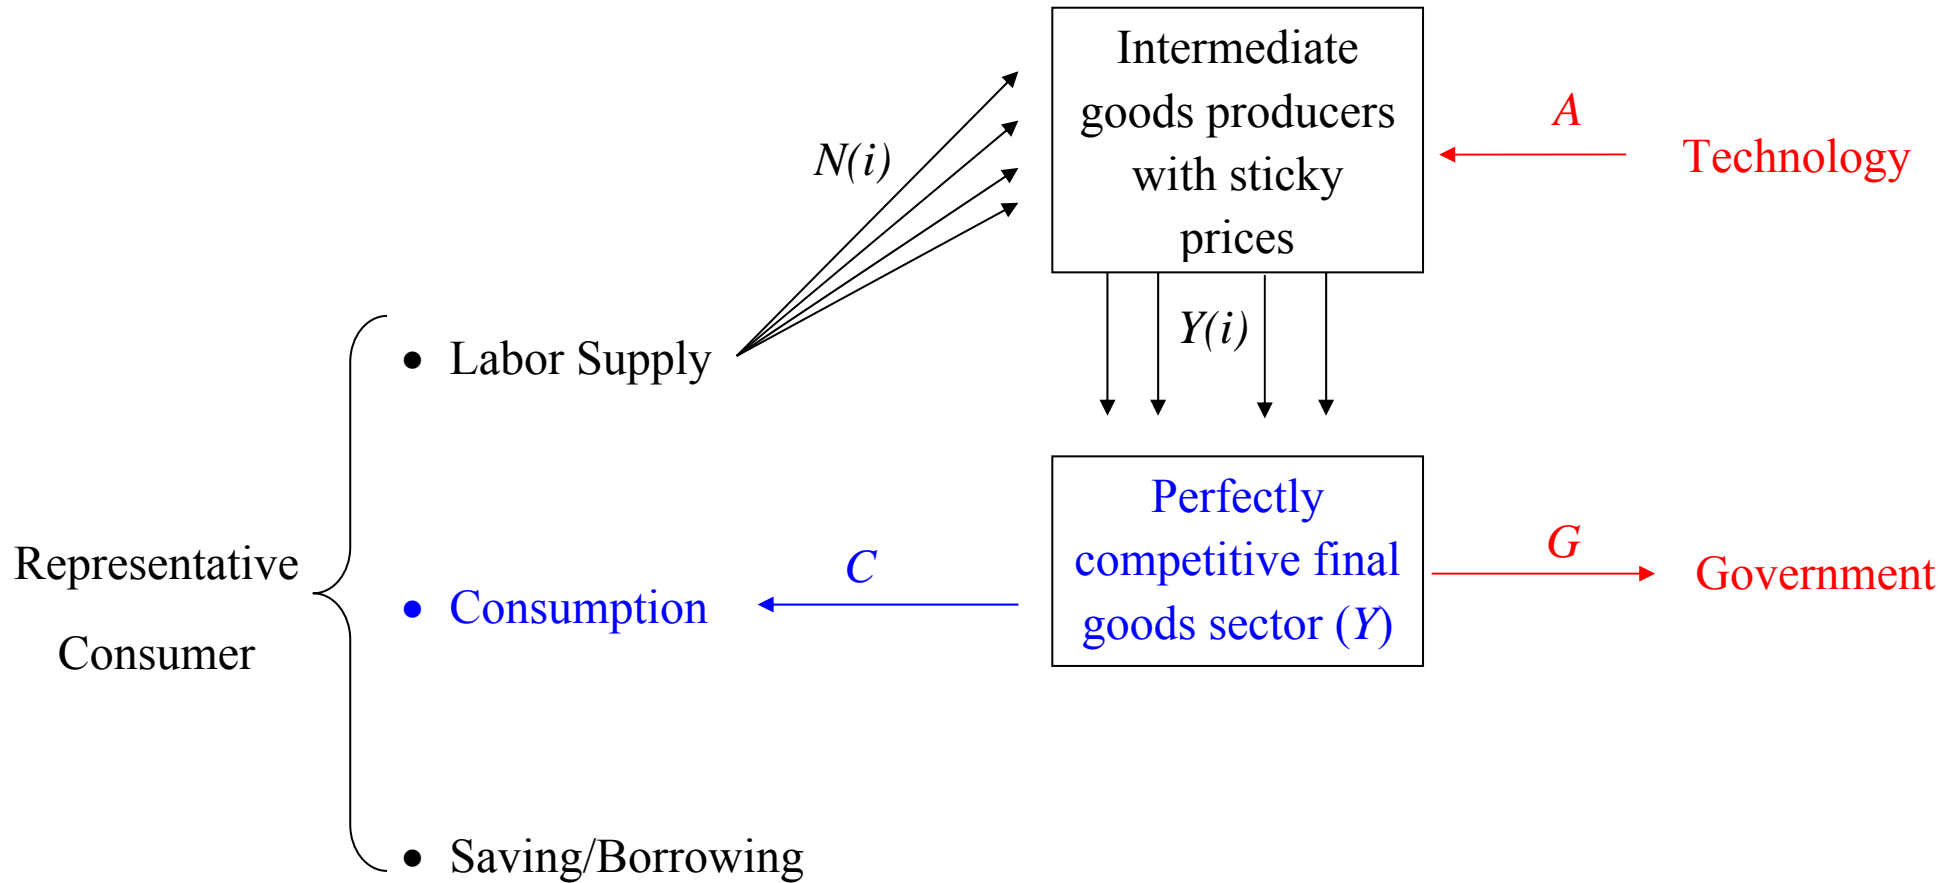 Intermediate
goods producers
with sticky
prices
A
Technology
N(i)
Y(i)
• Labor Supply
Perfectly
competitive final
goods sector (Y)
G
Government
C
• Consumption
Representative
Consumer
• Saving/Borrowing